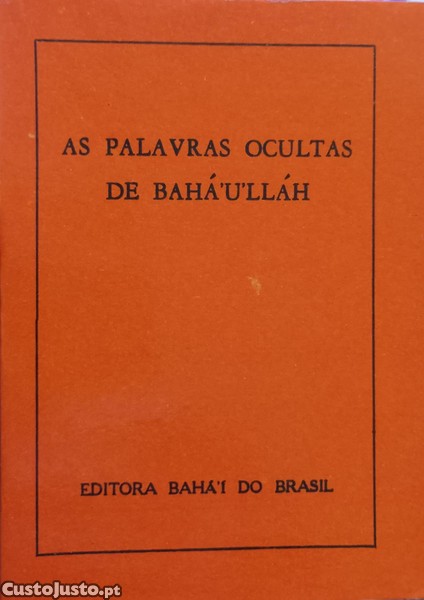 AS PALAVRAS OCULTAS
DE BAHÁ'U'LLÁH
EDITORA BAHÁ'Í DO BRASIL
CustoJusto.pt